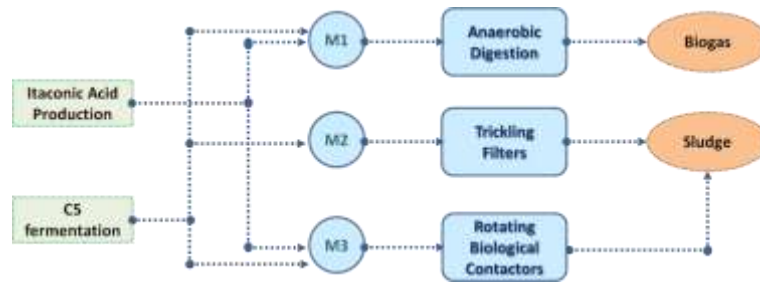 M1
Anaerobic
Digestion
Biogas
Itaconic Acid
Production
M2
Trickling
Filters
Sludge
C5
fermentation
M3
Rotating
Biological
Contactors